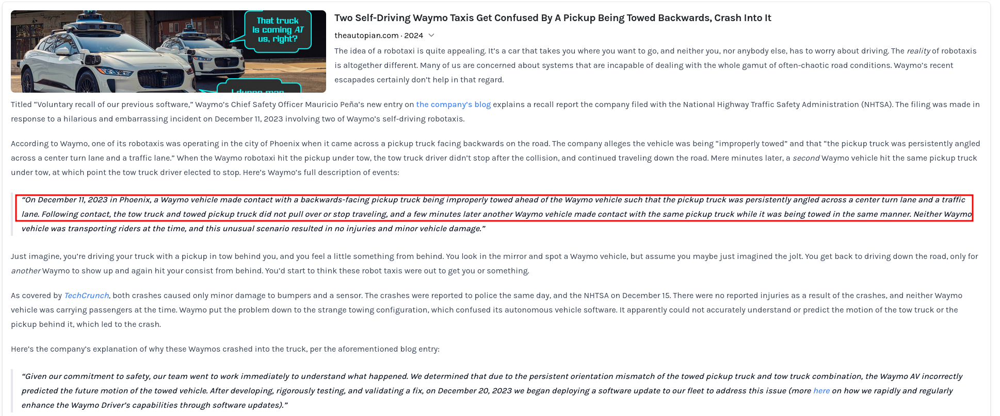 That truck
is coming AT
us, right?
Two Self-Driving Waymo Taxis Get Confused By A Pickup Being Towed Backwards, Crash Into It
theautopian.com · 2024
The idea of a robotaxi is quite appealing. It’s a car that takes you where you want to go, and neither you, nor anybody else, has to worry about driving. The reality of robotaxis
is altogether different. Many of us are concerned about systems that are incapable of dealing with the whole gamut of often-chaotic road conditions. Waymo’s recent
escapades certainly don’t help in that regard.
Titled “Voluntary recall of our previous software,” Waymo’s Chief Safety Officer Mauricio Peña’s new entry on the company’s blog explains a recall report the company filed with the National Highway Traffic Safety Administration (NHTSA). The filing was made in
response to a hilarious and embarrassing incident on December 11, 2023 involving two of Waymo’s self-driving robotaxis.
According to Waymo, one of its robotaxis was operating in the city of Phoenix when it came across a pickup truck facing backwards on the road. The company alleges the vehicle was being “improperly towed” and that “the pickup truck was persistently angled
across a center turn lane and a traffic lane.” When the Waymo robotaxi hit the pickup under tow, the tow truck driver didn’t stop after the collision, and continued traveling down the road. Mere minutes later, a second Waymo vehicle hit the same pickup truck
under tow, at which point the tow truck driver elected to stop. Here’s Waymo’s full description of events:
“On December 11, 2023 in Phoenix, a Waymo vehicle made contact with a backwards-facing pickup truck being improperly towed ahead of the Waymo vehicle such that the pickup truck was persistently angled across a center turn lane and a traffic
lane. Following contact, the tow truck and towed pickup truck did not pull over or stop traveling, and a few minutes later another Waymo vehicle made contact with the same pickup truck while it was being towed in the same manner. Neither Waymo
vehicle was transporting riders at the time, and this unusual scenario resulted in no injuries and minor vehicle damage.”
Just imagine, you’re driving your truck with a pickup in tow behind you, and you feel a little something from behind. You look in the mirror and spot a Waymo vehicle, but assume you maybe just imagined the jolt. You get back to driving down the road, only for
another Waymo to show up and again hit your consist from behind. You’d start to think these robot taxis were out to get you or something.
As covered by TechCrunch, both crashes caused only minor damage to bumpers and a sensor. The crashes were reported to police the same day, and the NHTSA on December 15. There were no reported injuries as a result of the crashes, and neither Waymo
vehicle was carrying passengers at the time. Waymo put the problem down to the strange towing configuration, which confused its autonomous vehicle software. It apparently could not accurately understand or predict the motion of the tow truck or the
pickup behind it, which led to the crash.
Here’s the company’s explanation of why these Waymos crashed into the truck, per the aforementioned blog entry:
“Given our commitment to safety, our team went to work immediately to understand what happened. We determined that due to the persistent orientation mismatch of the towed pickup truck and tow truck combination, the Waymo AV incorrectly
predicted the future motion of the towed vehicle. After developing, rigorously testing, and validating a fix, on December 20, 2023 we began deploying a software update to our fleet to address this issue (more here on how we rapidly and regularly
enhance the Waymo Driver’s capabilities through software updates).”